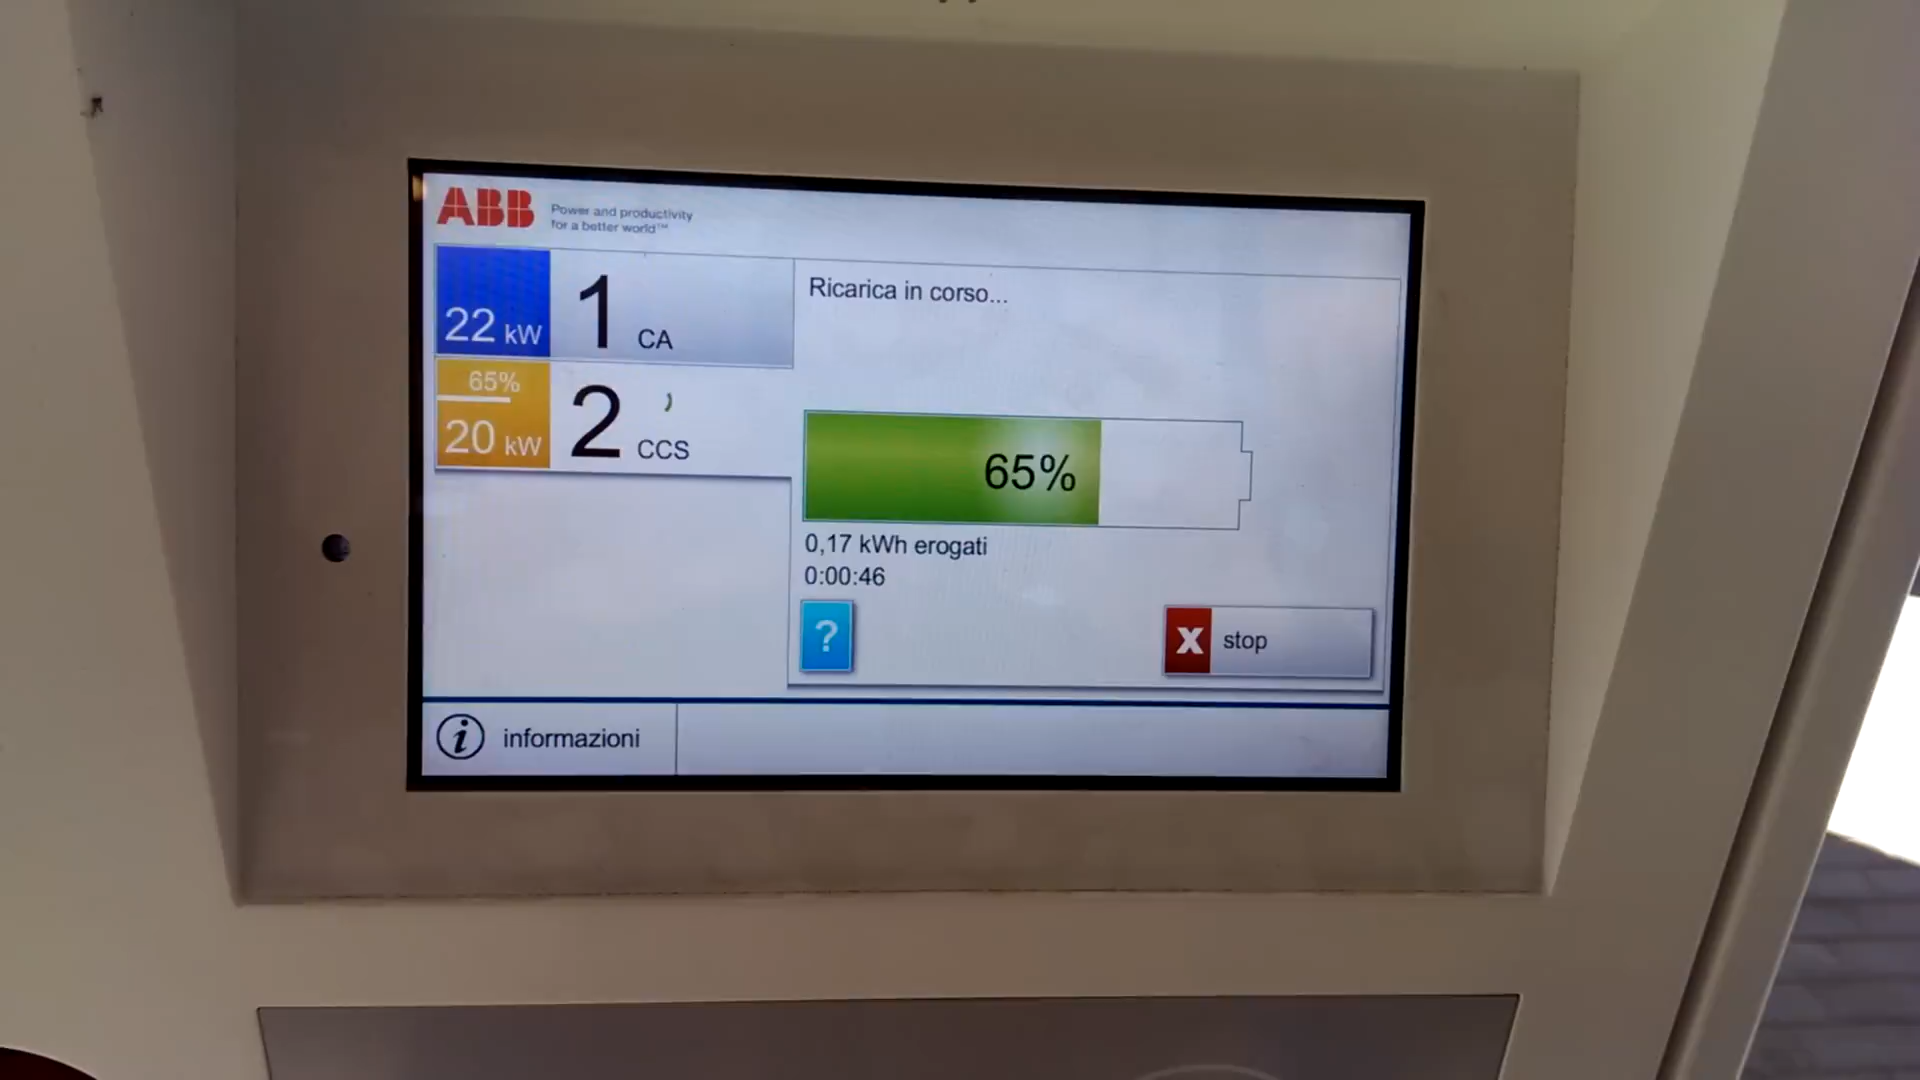 ABB
Power and productivity
for a better world™
22 kW
1 CA
65%
20 kW
2 CCS
Ricarica in corso...
65%
0,17 kWh erogati
0:00:46
?
X stop
i informazioni